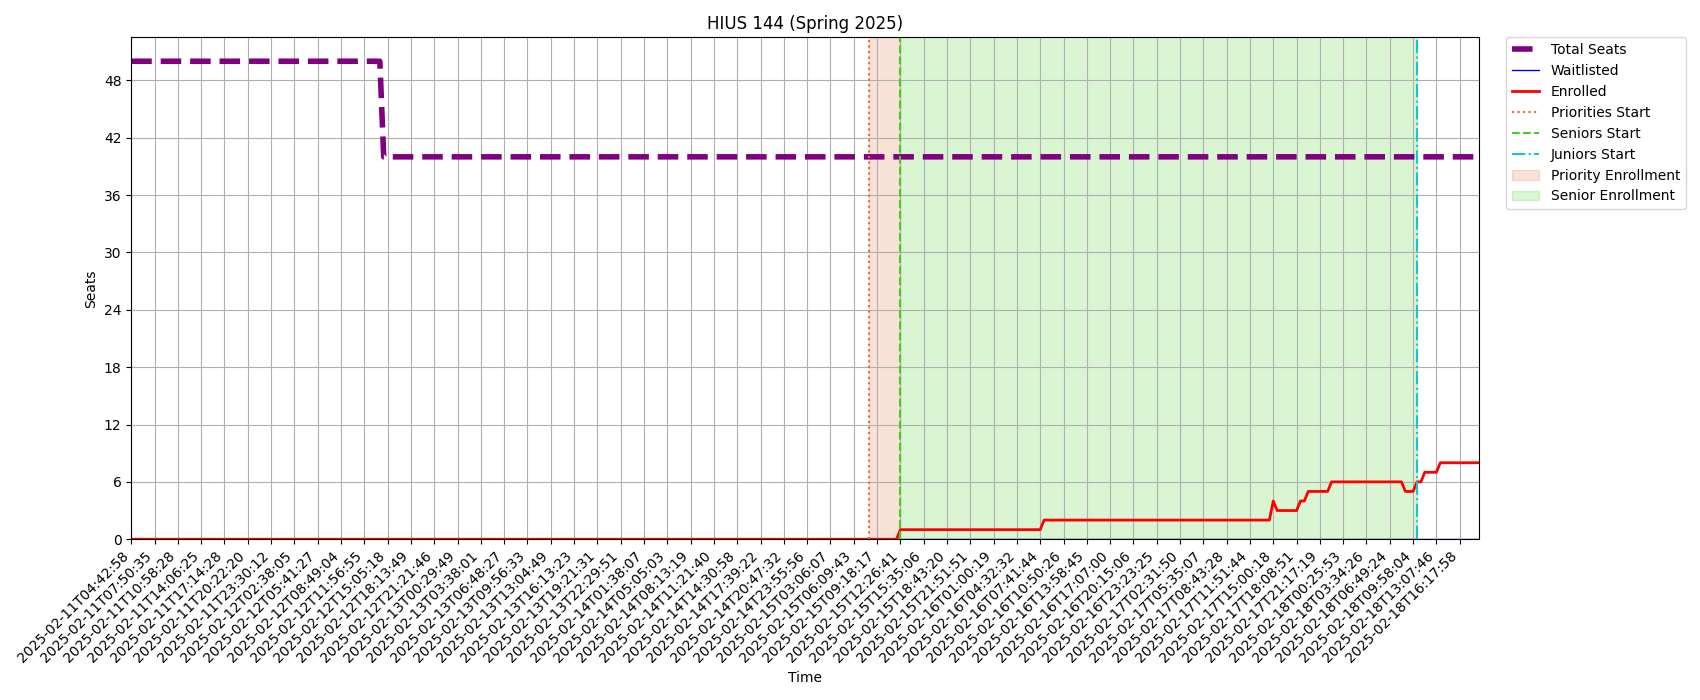 HIUS 144 (Spring 2025)
Total Seats
Waitlisted
Enrolled
Priorities Start
Seniors Start
Juniors Start
Priority Enrollment
Senior Enrollment
Seats
48
42
36
30
24
18
12
6
0
2025-02-11T04:42:58
2025-02-11T07:50:35
2025-02-11T10:58:28
2025-02-11T14:06:25
2025-02-11T17:14:28
2025-02-11T20:22:20
2025-02-11T23:30:12
2025-02-12T02:38:05
2025-02-12T05:41:27
2025-02-12T08:49:04
2025-02-12T11:56:55
2025-02-12T15:05:18
2025-02-12T18:13:49
2025-02-12T21:21:46
2025-02-13T00:29:49
2025-02-13T03:38:01
2025-02-13T06:48:27
2025-02-13T09:56:33
2025-02-13T13:04:49
2025-02-13T16:13:23
2025-02-13T19:21:31
2025-02-13T22:29:51
2025-02-14T01:38:07
2025-02-14T05:05:03
2025-02-14T08:13:19
2025-02-14T11:21:40
2025-02-14T14:30:58
2025-02-14T17:39:22
2025-02-14T20:47:32
2025-02-14T23:55:56
2025-02-15T03:06:07
2025-02-15T06:09:43
2025-02-15T09:18:17
2025-02-15T12:26:41
2025-02-15T15:35:06
2025-02-15T18:43:20
2025-02-15T21:51:51
2025-02-16T01:00:19
2025-02-16T04:32:32
2025-02-16T07:41:44
2025-02-16T10:50:26
2025-02-16T13:58:45
2025-02-16T17:07:00
2025-02-16T20:15:06
2025-02-16T23:23:25
2025-02-17T02:31:50
2025-02-17T05:35:07
2025-02-17T08:43:28
2025-02-17T11:51:44
2025-02-17T15:00:18
2025-02-17T18:08:51
2025-02-17T21:17:19
2025-02-18T00:25:53
2025-02-18T03:34:26
2025-02-18T06:49:24
2025-02-18T09:58:04
2025-02-18T13:07:46
2025-02-18T16:17:58
Time